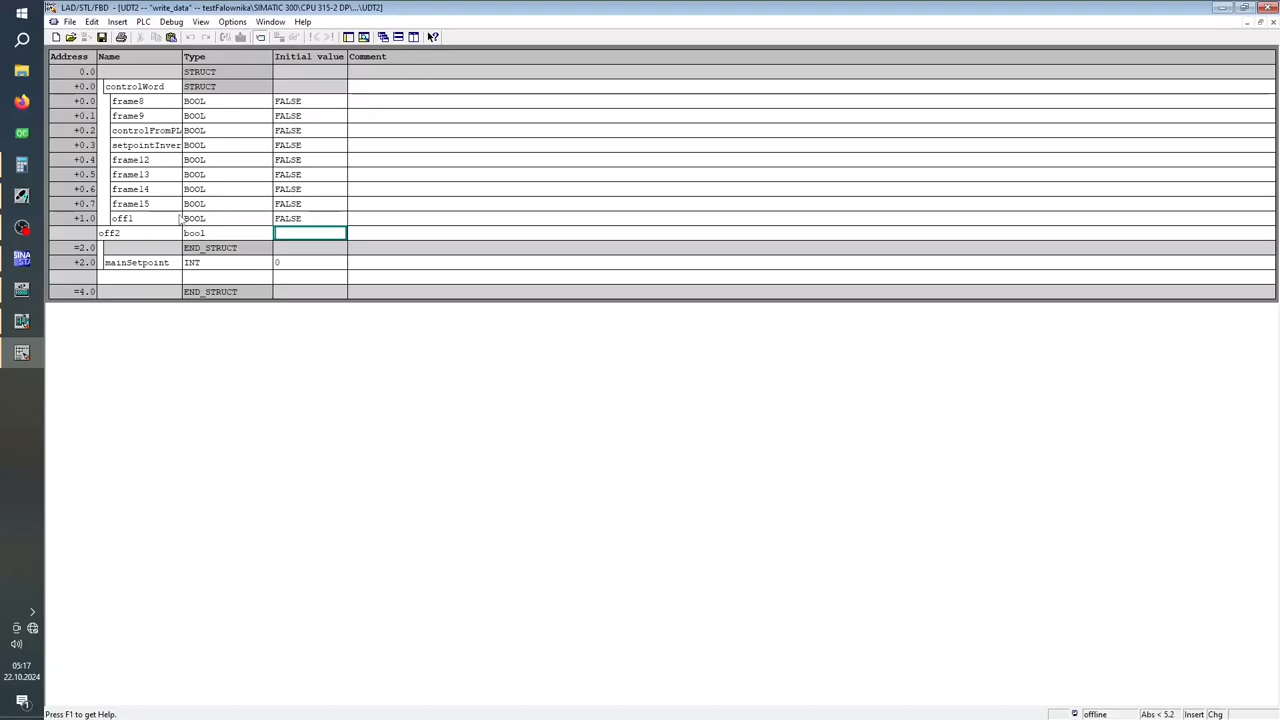 LAD/STL/FBD - [UDT2 -- "write_data" -- testFalownika\SIMATIC 300\CPU 315-2 DP\...\UDT2]
File Edit Insert PLC Debug View Options Window Help
Address Name Type Initial value Comment
0.0 STRUCT
+0.0 controlWord STRUCT
+0.0 frame8 BOOL FALSE
+0.1 frame9 BOOL FALSE
+0.2 controlFromPL BOOL FALSE
+0.3 setpointInver BOOL FALSE
+0.4 frame12 BOOL FALSE
+0.5 frame13 BOOL FALSE
+0.6 frame14 BOOL FALSE
+0.7 frame15 BOOL FALSE
+1.0 off1 BOOL FALSE
off2 bool
=2.0 END_STRUCT
+2.0 mainSetpoint INT 0
=4.0 END_STRUCT
05:17
22.10.2024
Press F1 to get Help.
offline Abs < 5.2 Insert Chg